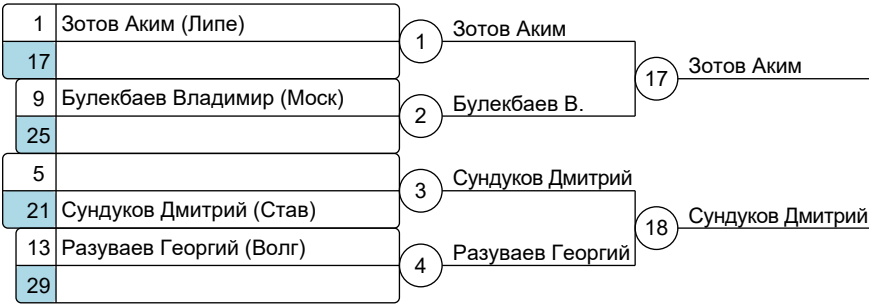 1 Зотов Аким (Липе)
17
1 Зотов Аким
9 Булекбаев Владимир (Моск)
25
2 Булекбаев В.
17 Зотов Аким
5
21 Сундуков Дмитрий (Став)
3 Сундуков Дмитрий
13 Разуваев Георгий (Волг)
29
4 Разуваев Георгий
18 Сундуков Дмитрий